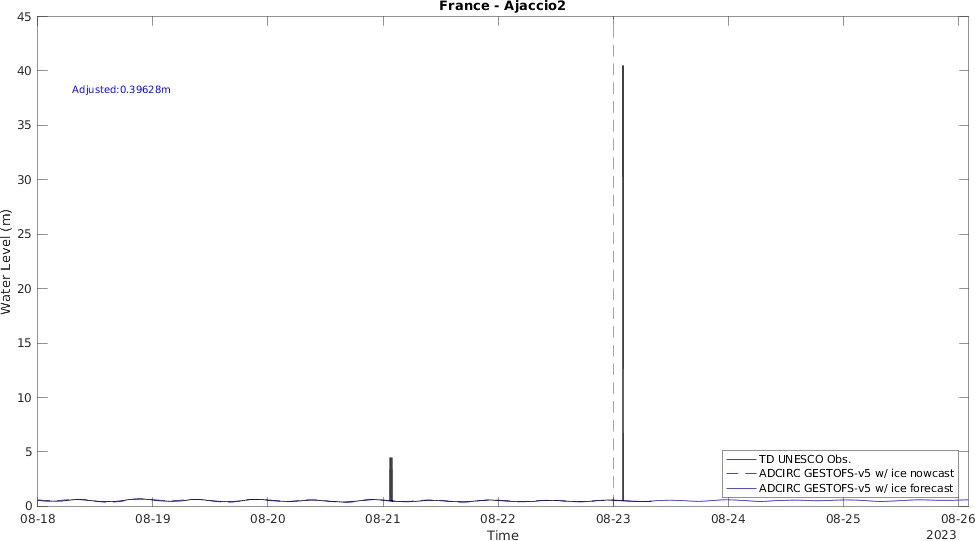 France - Ajaccio2
45
40
35
30
25
20
15
10
5
0
Water Level (m)
Adjusted:0.39628m
TD UNESCO Obs.
ADCIRC GESTOFS-v5 w/ ice nowcast
ADCIRC GESTOFS-v5 w/ ice forecast
08-18 08-19 08-20 08-21 08-22 08-23 08-24 08-25 08-26
Time
2023